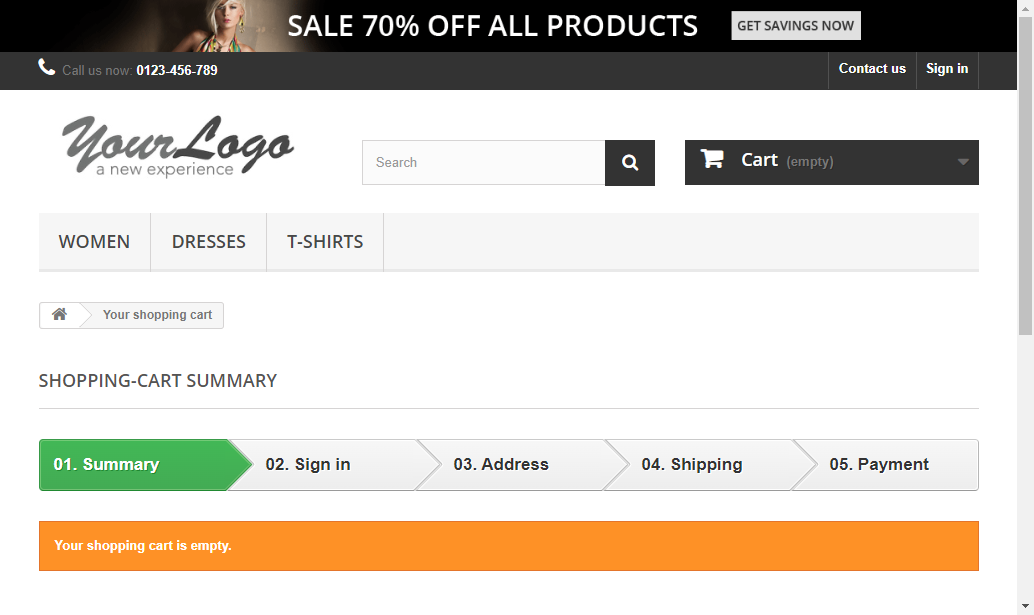 SALE 70% OFF ALL PRODUCTS GET SAVINGS NOW
Call us now: 0123-456-789 Contact us Sign in
YourLogo
a new experience
Search
Cart (empty)
WOMEN DRESSES T-SHIRTS
Your shopping cart
SHOPPING-CART SUMMARY
01. Summary 02. Sign in 03. Address 04. Shipping 05. Payment
Your shopping cart is empty.